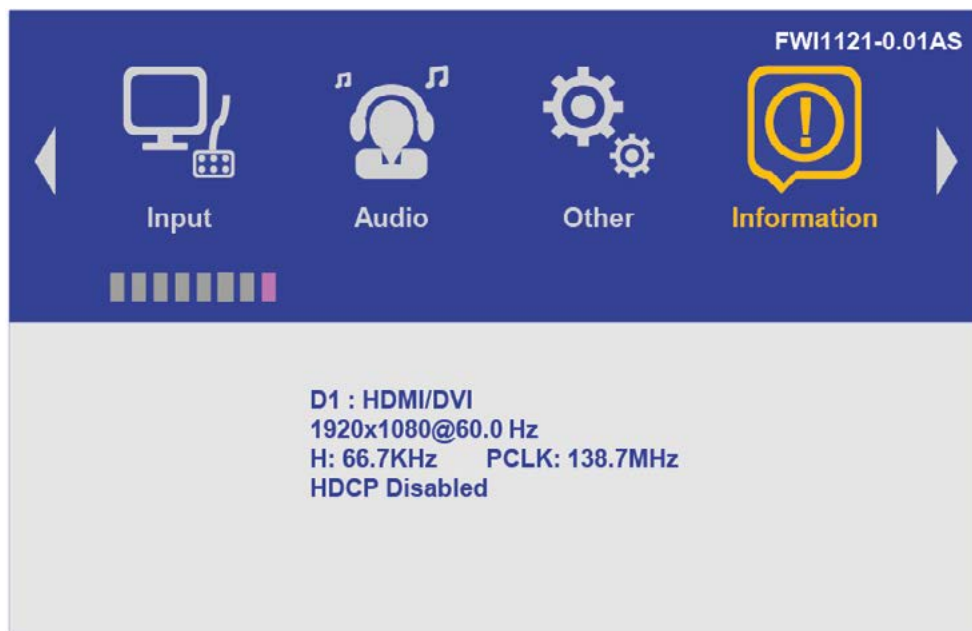 FWI1121-0.01AS
Input Audio Other Information
D1 : HDMI/DVI
1920x1080@60.0 Hz
H: 66.7KHz PCLK: 138.7MHz
HDCP Disabled